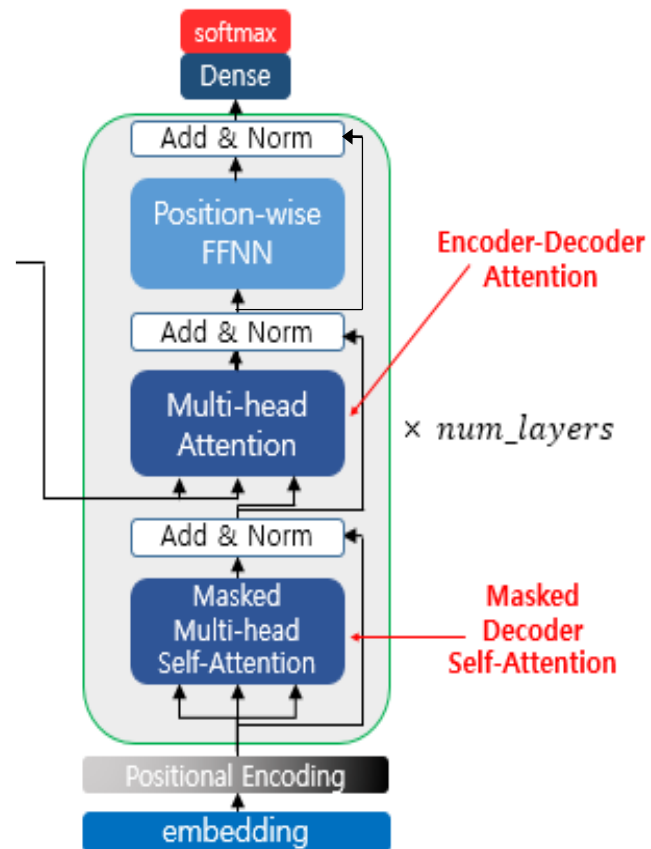 softmax
Dense
Add & Norm
Position-wise
FFNN
Encoder-Decoder
Attention
Add & Norm
Multi-head
Attention
× num_layers
Add & Norm
Masked
Multi-head
Self-Attention
Masked
Decoder
Self-Attention
Positional Encoding
embedding